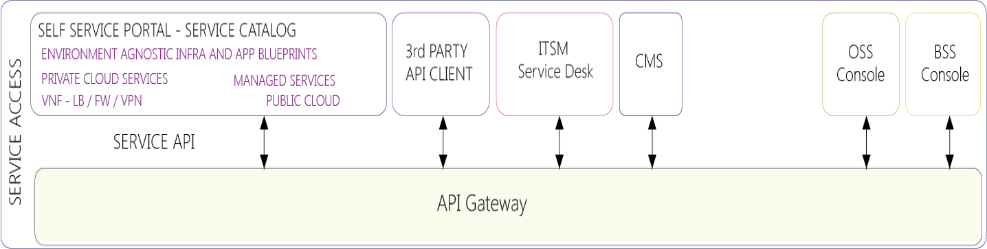 SERVICE ACCESS
SELF SERVICE PORTAL - SERVICE CATALOG
ENVIRONMENT AGNOSTIC INFRA AND APP BLUEPRINTS
PRIVATE CLOUD SERVICES
MANAGED SERVICES
VNF - LB / FW / VPN
PUBLIC CLOUD
3rd PARTY
API CLIENT
ITSM
Service Desk
CMS
OSS
Console
BSS
Console
SERVICE API
API Gateway